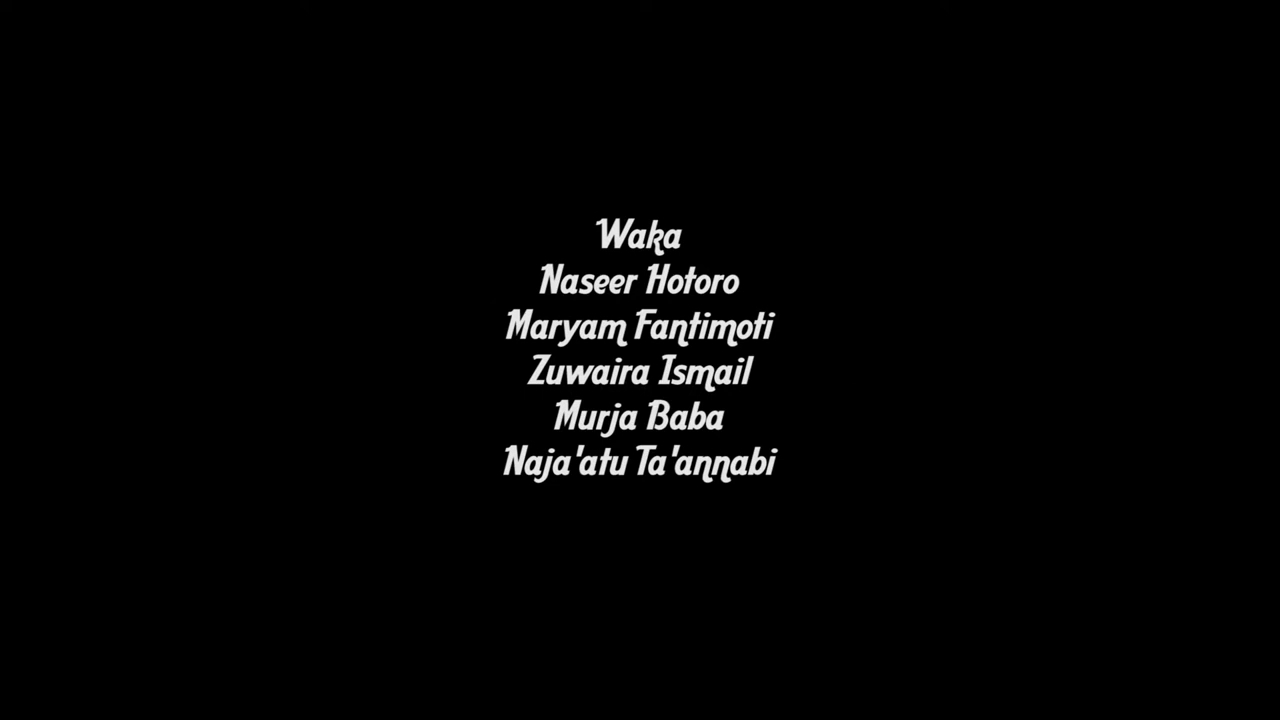 Waka
Naseer Hotoro
Maryam Fantimoti
Zuwaira Ismail
Murja Baba
Naja'atu Ta'annabi